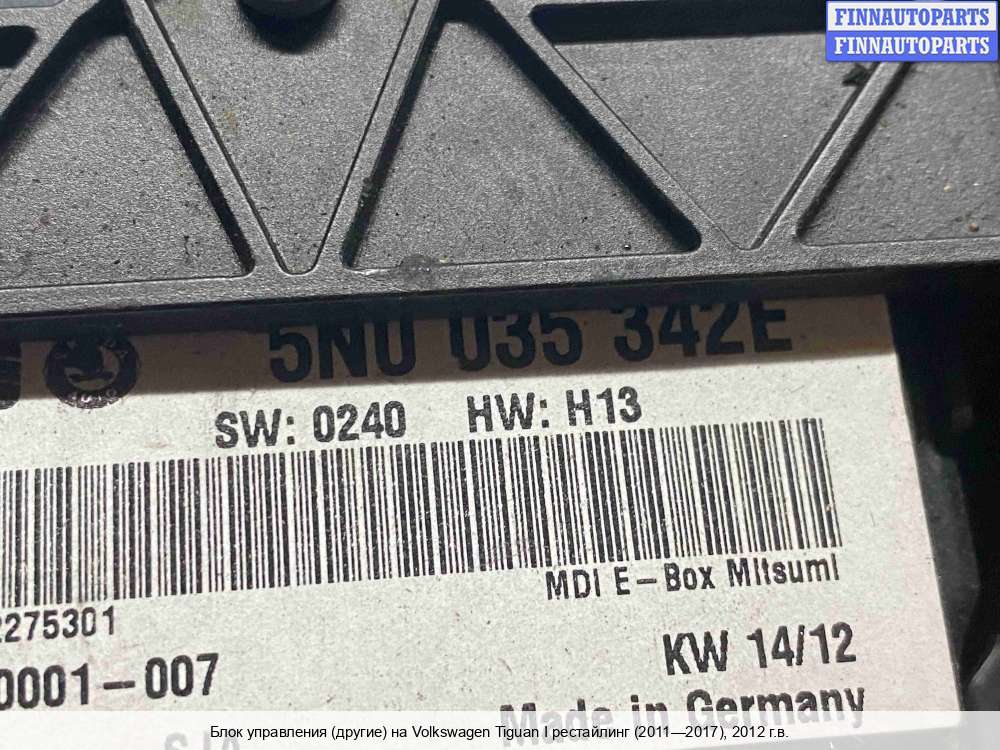 FINNAUTOPARTS
FINNAUTOPARTS
5N0 035 342E
SW: 0240 HW: H13
MDI E-Box Mitsumi
2275301
0001-007
KW 14/12
Made in Germany
Блок управления (другие) на Volkswagen Tiguan I рестайлинг (2011—2017), 2012 г.в.